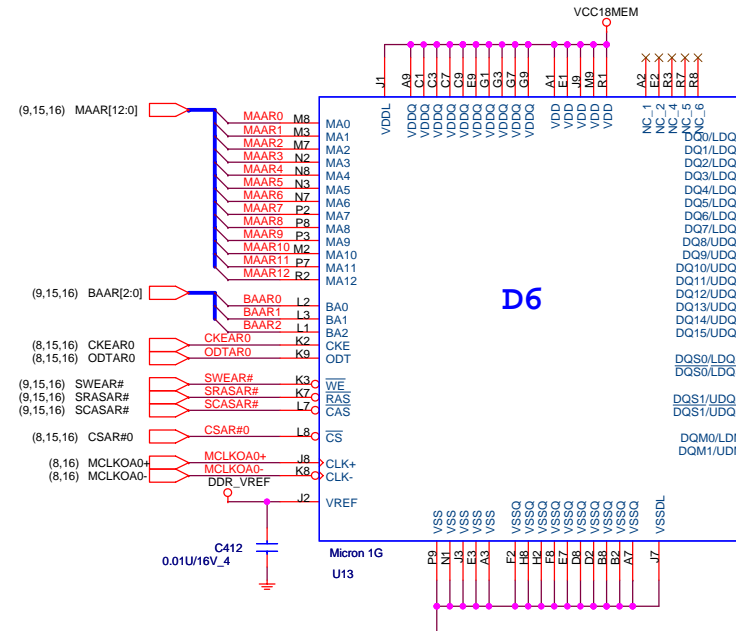 VCC18MEM
J1 A9 C1 C3 C7 C9 E9 G1 G3 G7 G9 A1 E1 J9 M9 R1 A2 E2 R3 R7 R8
VDDL VDDQ VDDQ VDDQ VDDQ VDDQ VDDQ VDDQ VDDQ VDDQ VDDQ VDD VDD VDD VDD VDD NC_1 NC_2 NC_4 NC_5 NC_6
(9,15,16) MAAR[12:0]
MAAR0 M8 MA0
MAAR1 M3 MA1
MAAR2 M7 MA2
MAAR3 N2 MA3
MAAR4 N8 MA4
MAAR5 N3 MA5
MAAR6 N7 MA6
MAAR7 P2 MA7
MAAR8 P8 MA8
MAAR9 P3 MA9
MAAR10 M2 MA10
MAAR11 P7 MA11
MAAR12 R2 MA12
DQ0/LDQ
DQ1/LDQ
DQ2/LDQ
DQ3/LDQ
DQ4/LDQ
DQ5/LDQ
DQ6/LDQ
DQ7/LDQ
DQ8/UDQ
DQ9/UDQ
DQ10/UDQ
DQ11/UDQ
DQ12/UDQ
DQ13/UDQ
DQ14/UDQ
DQ15/UDQ
D6
(9,15,16) BAAR[2:0]
BAAR0 L2 BA0
BAAR1 L3 BA1
BAAR2 L1 BA2
(8,15,16) CKEAR0 CKEAR0 K2 CKE
(8,15,16) ODTAR0 ODTAR0 K9 ODT
DQS0/LDQ
DQS0/LDQ
(9,15,16) SWEAR# SWEAR# K3 WE
(9,15,16) SRASAR# SRASAR# K7 RAS
(9,15,16) SCASAR# SCASAR# L7 CAS
DQS1/UDQ
DQS1/UDQ
(8,15,16) CSAR#0 CSAR#0 L8 CS
DQM0/LDM
DQM1/UDM
(8,16) MCLKOA0+ MCLKOA0+ J8 CLK+
(8,16) MCLKOA0- MCLKOA0- K8 CLK-
DDR_VREF
J2 VREF
C412
0.01U/16V_4
VSS VSS VSS VSS VSS VSSQ VSSQ VSSQ VSSQ VSSQ VSSQ VSSQ VSSQ VSSQ VSSQ VSSDL
P9 N1 J3 E3 A3 F2 H8 H2 F8 E7 D8 D2 B8 B2 A7 J7
Micron 1G
U13